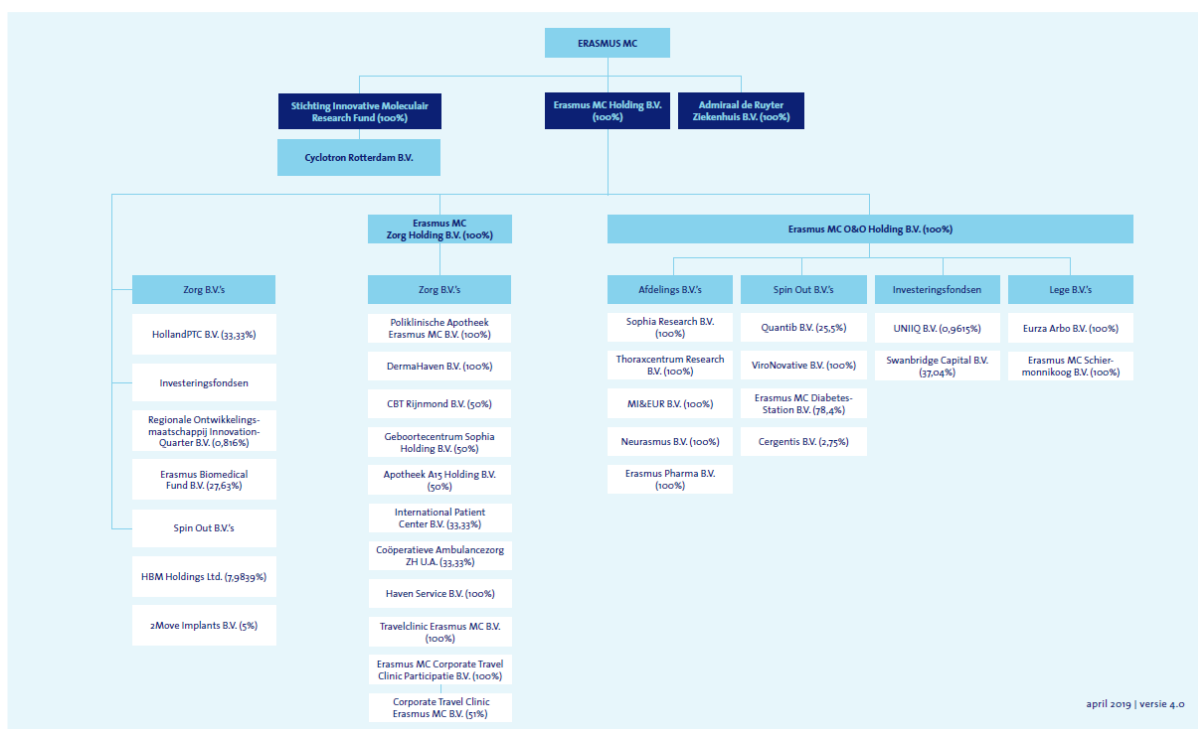 ERASMUS MC
Stichting Innovative Moleculair
Research Fund (100%)
Erasmus MC Holding B.V.
(100%)
Admiraal de Ruyter
Ziekenhuis B.V. (100%)
Cyclotron Rotterdam B.V.
Erasmus MC
Zorg Holding B.V. (100%)
Erasmus MC O&O Holding B.V. (100%)
Zorg B.V.'s
HollandPTC B.V. (33,33%)
Investeringsfondsen
Regionale Ontwikkelings-
maatschappij Innovation-
Quarter B.V. (0,816%)
Erasmus Biomedical
Fund B.V. (27,63%)
Spin Out B.V.'s
HBM Holdings Ltd. (7,9839%)
2Move Implants B.V. (5%)
Zorg B.V.'s
Poliklinische Apotheek
Erasmus MC B.V. (100%)
DermaHaven B.V. (100%)
CBT Rijnmond B.V. (50%)
Geboortecentrum Sophia
Holding B.V. (50%)
Apotheek A15 Holding B.V.
(50%)
International Patient
Center B.V. (33,33%)
Coöperatieve Ambulancezorg
ZH U.A. (33,33%)
Haven Service B.V. (100%)
Travelclinic Erasmus MC B.V.
(100%)
Erasmus MC Corporate Travel
Clinic Participatie B.V. (100%)
Corporate Travel Clinic
Erasmus MC B.V. (51%)
Afdelings B.V.'s
Sophia Research B.V.
(100%)
Thoraxcentrum Research
B.V. (100%)
MI&EUR B.V. (100%)
Neurasmus B.V. (100%)
Erasmus Pharma B.V.
(100%)
Spin Out B.V.'s
Quantib B.V. (25,5%)
ViroNovative B.V. (100%)
Erasmus MC Diabetes-
Station B.V. (78,4%)
Cergentis B.V. (2,75%)
Investeringsfondsen
UNIIQ B.V. (0,9615%)
Swanbridge Capital B.V.
(37,04%)
Lege B.V.'s
Eurza Arbo B.V. (100%)
Erasmus MC Schier-
monnikoog B.V. (100%)
april 2019 | versie 4.0